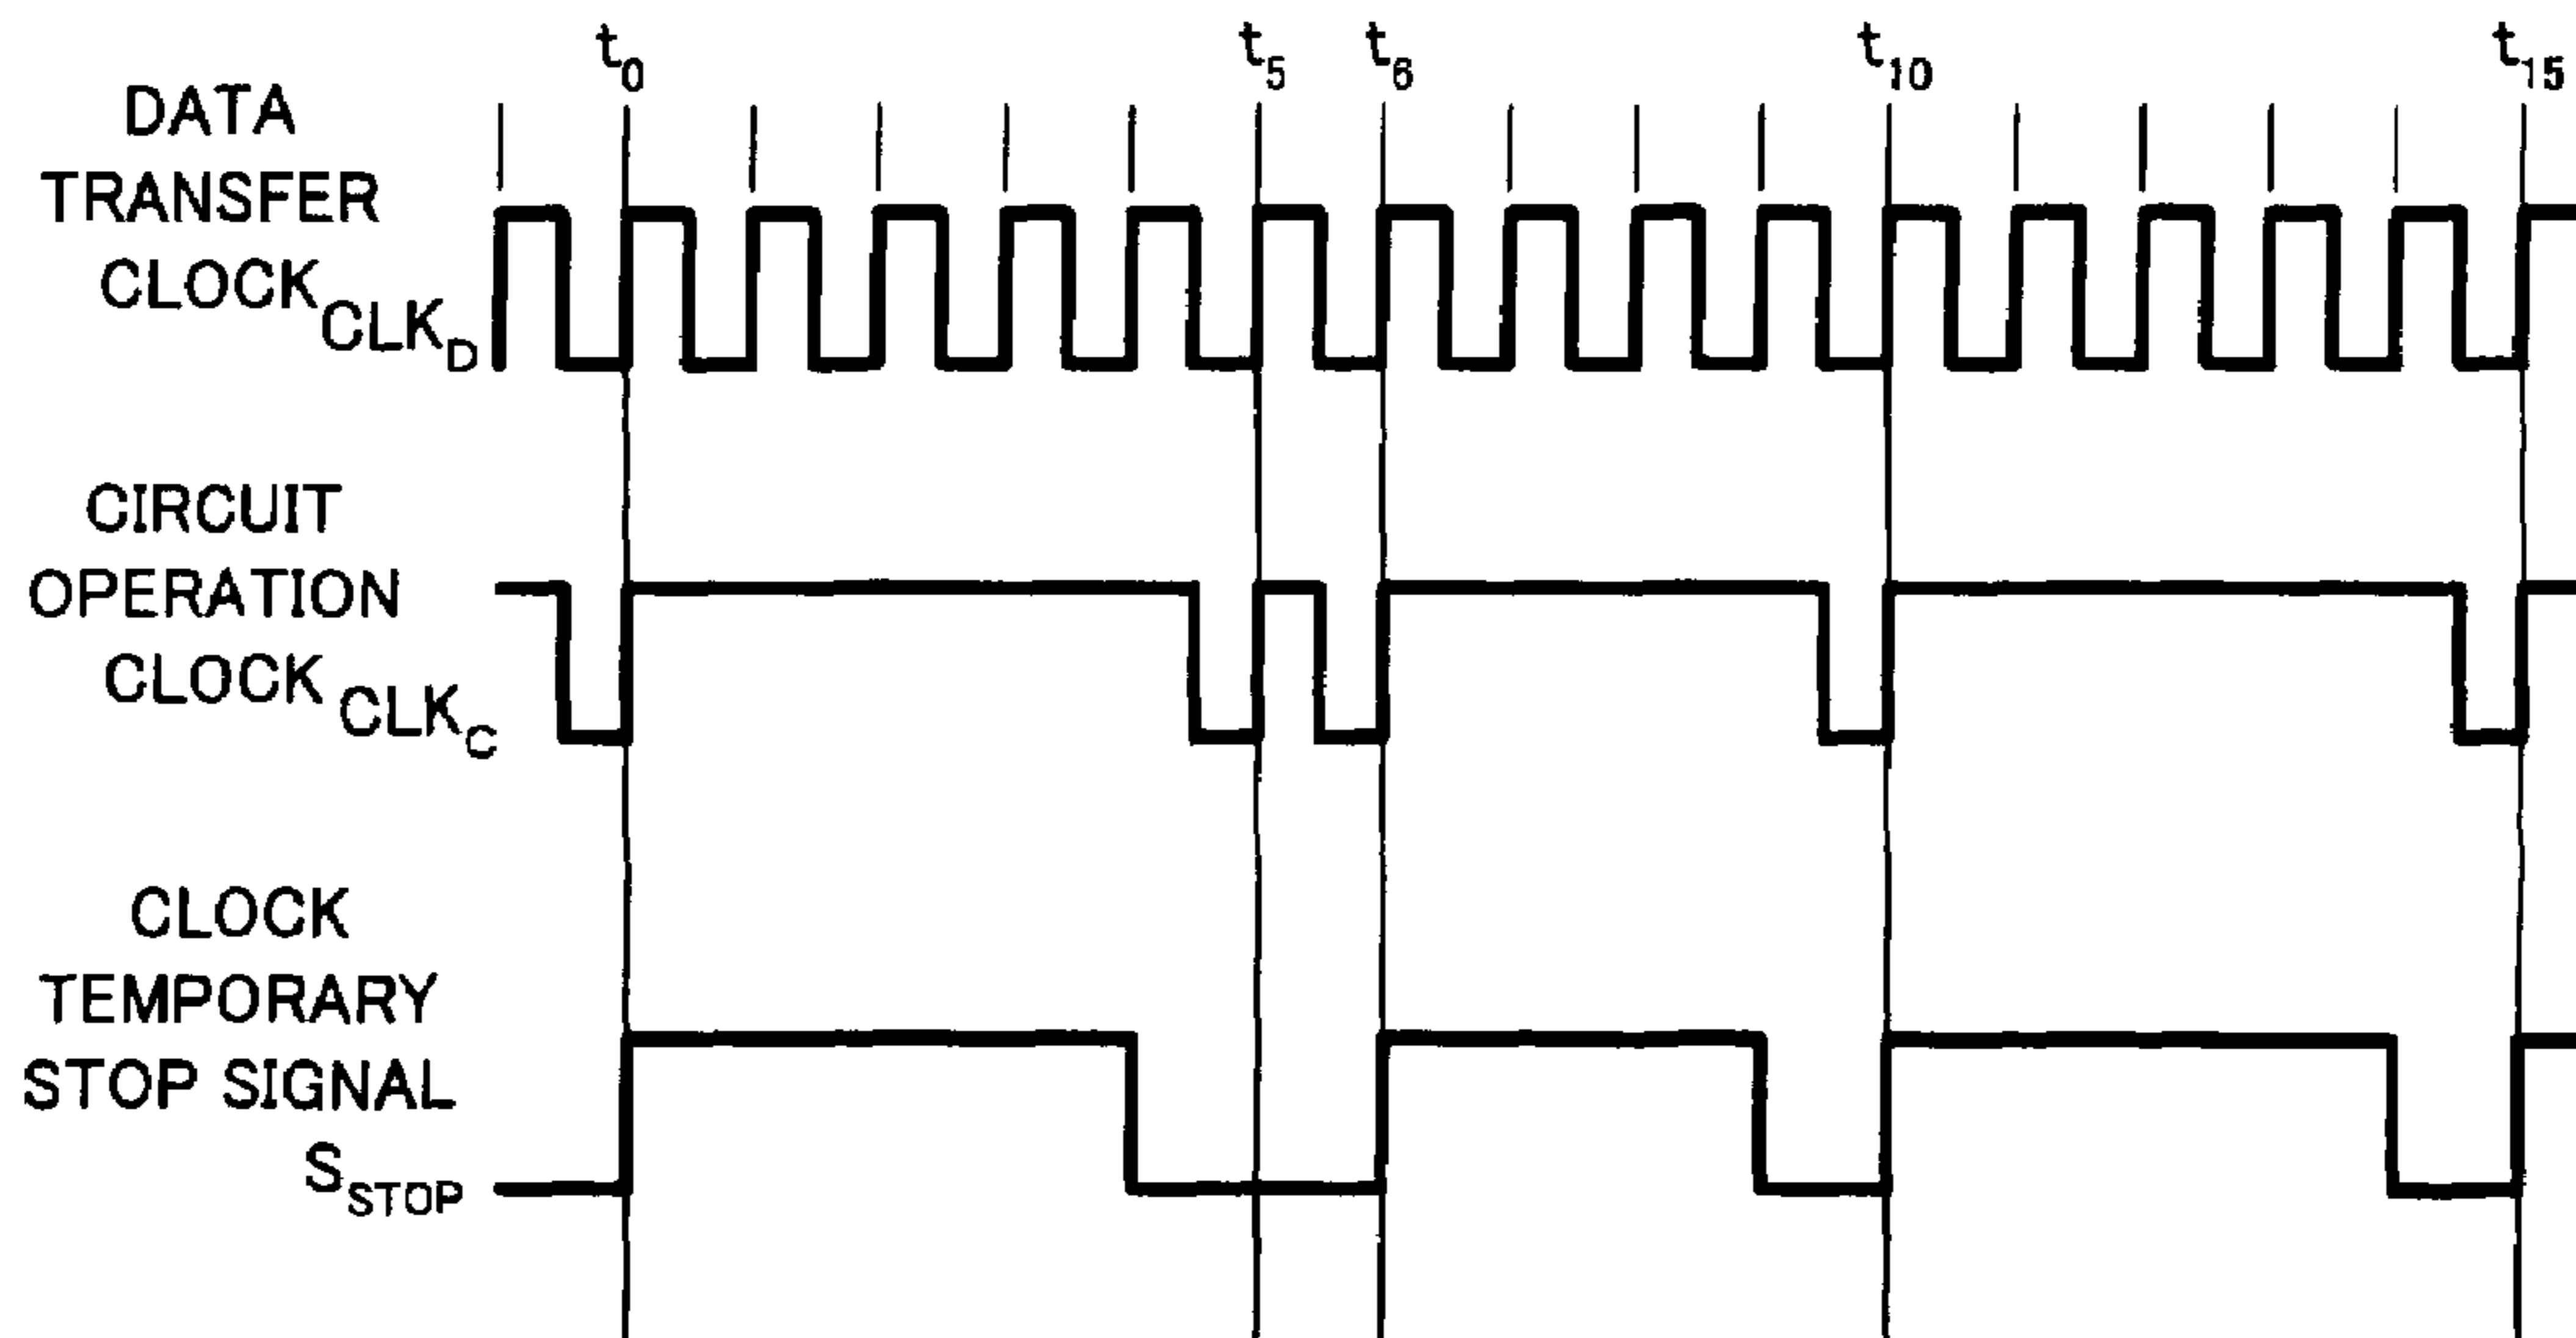 t0 t5 t6 t10 t15
DATA
TRANSFER
CLOCK CLKD
CIRCUIT
OPERATION
CLOCK CLKC
CLOCK
TEMPORARY
STOP SIGNAL
SSTOP